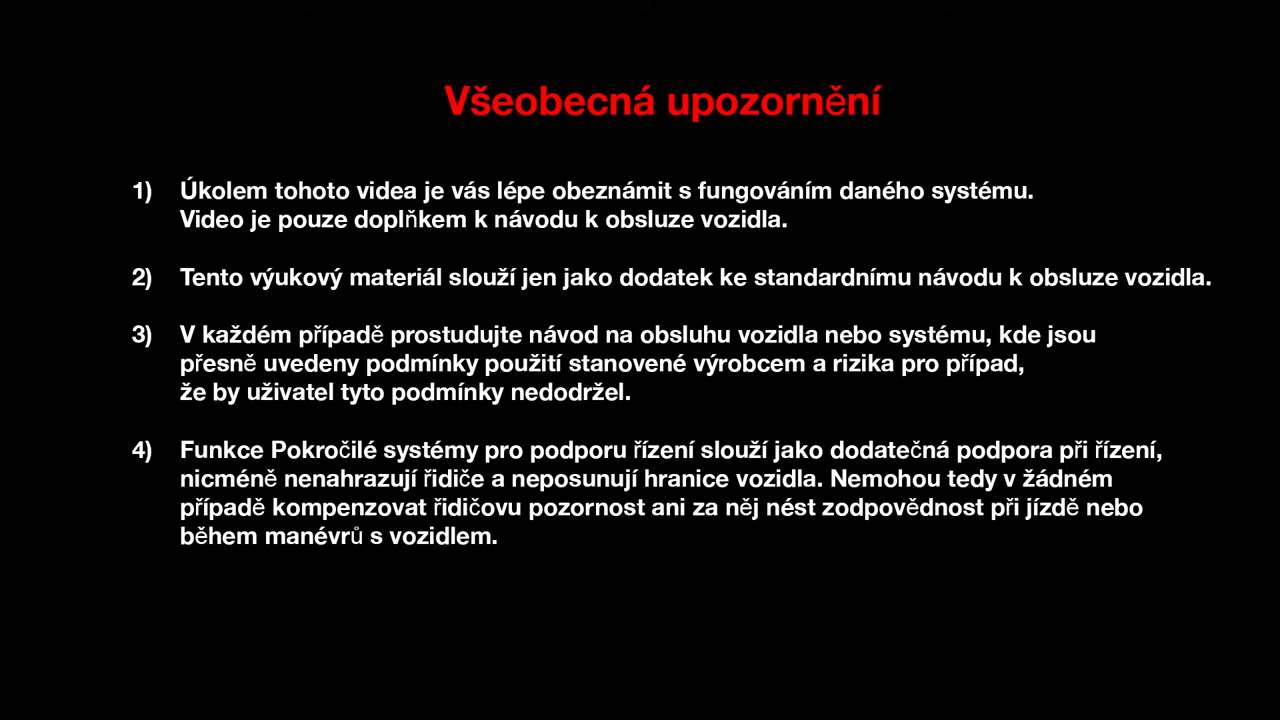 Všeobecná upozornění
1) Úkolem tohoto videa je vás lépe obeznámit s fungováním daného systému.
Video je pouze doplňkem k návodu k obsluze vozidla.
2) Tento výukový materiál slouží jen jako dodatek ke standardnímu návodu k obsluze vozidla.
3) V každém případě prostudujte návod na obsluhu vozidla nebo systému, kde jsou
přesně uvedeny podmínky použití stanovené výrobcem a rizika pro případ,
že by uživatel tyto podmínky nedodržel.
4) Funkce Pokročilé systémy pro podporu řízení slouží jako dodatečná podpora při řízení,
nicméně nenahrazují řidiče a neposunují hranice vozidla. Nemohou tedy v žádném
případě kompenzovat řidičovu pozornost ani za něj nést zodpovědnost při jízdě nebo
během manévrů s vozidlem.